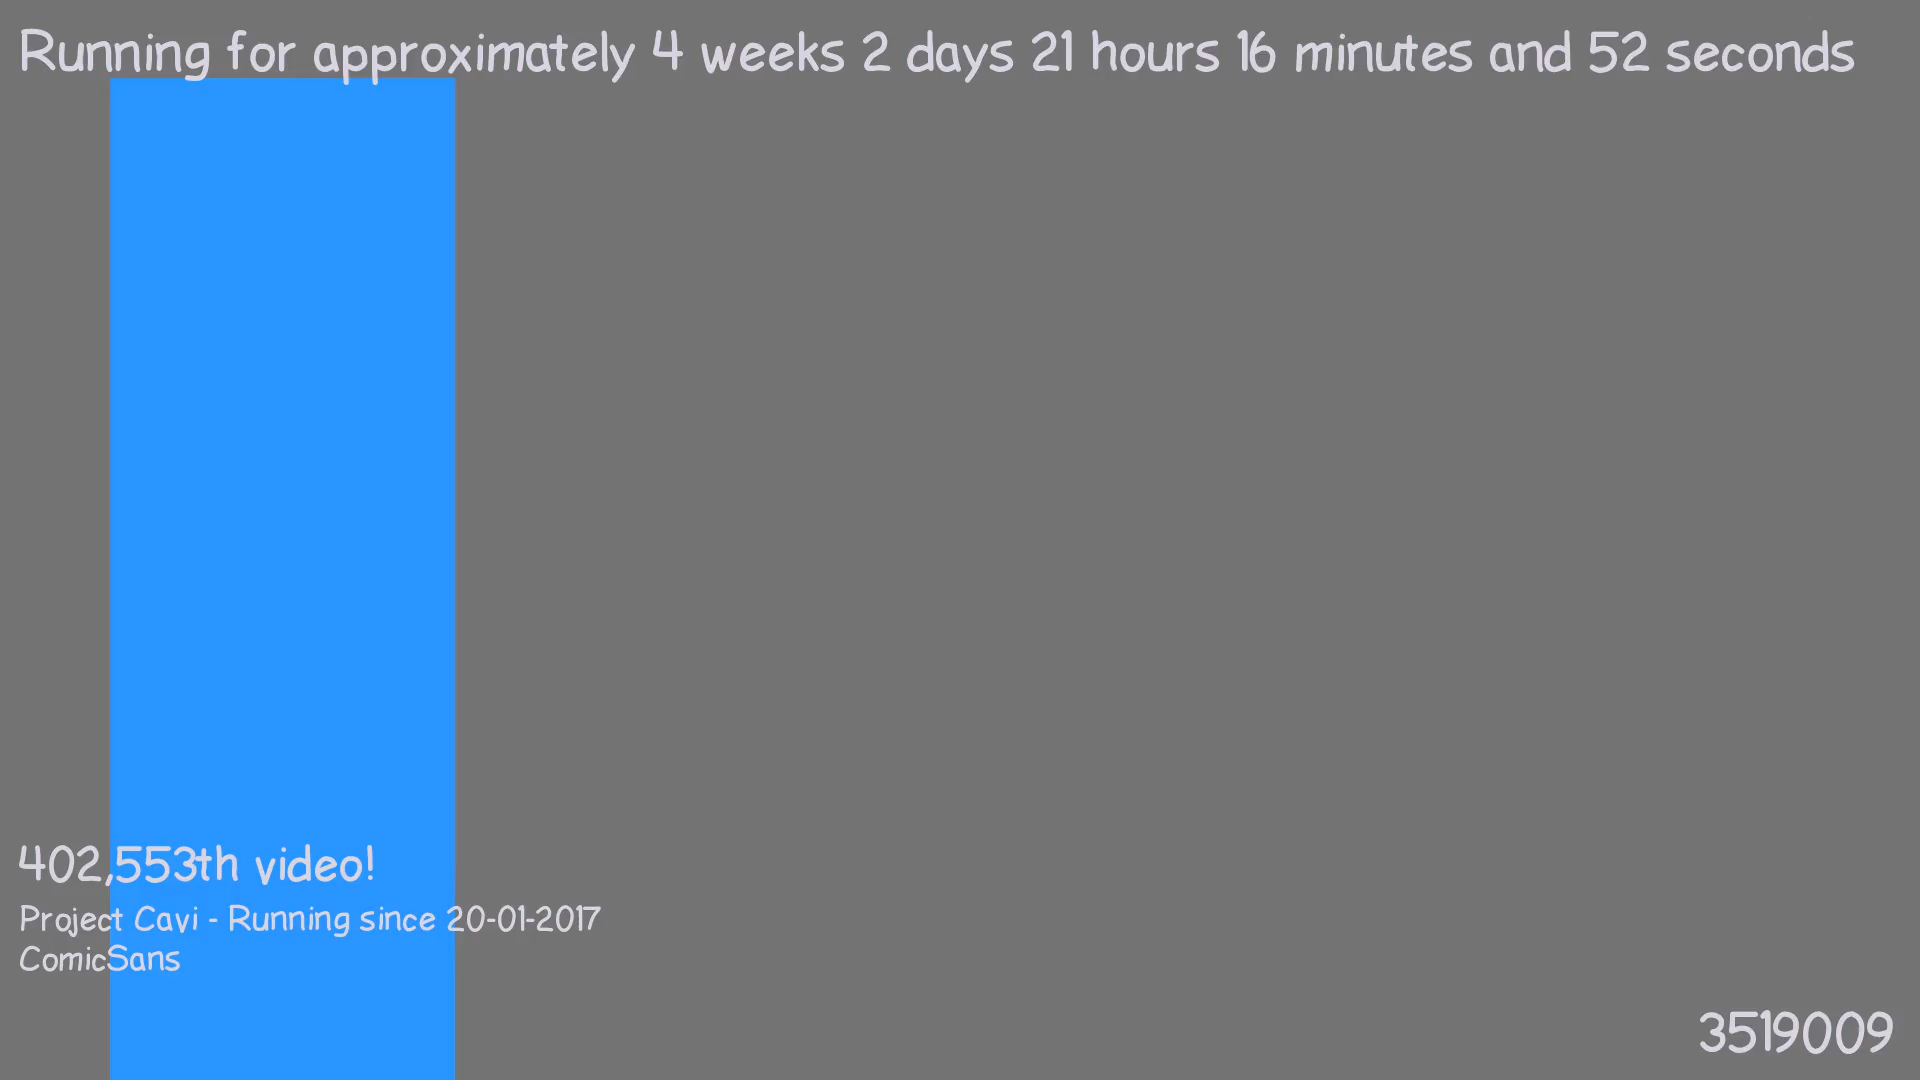 Running for approximately 4 weeks 2 days 21 hours 16 minutes and 52 seconds
402,553th video!
Project Cavi - Running since 20-01-2017
ComicSans
3519009